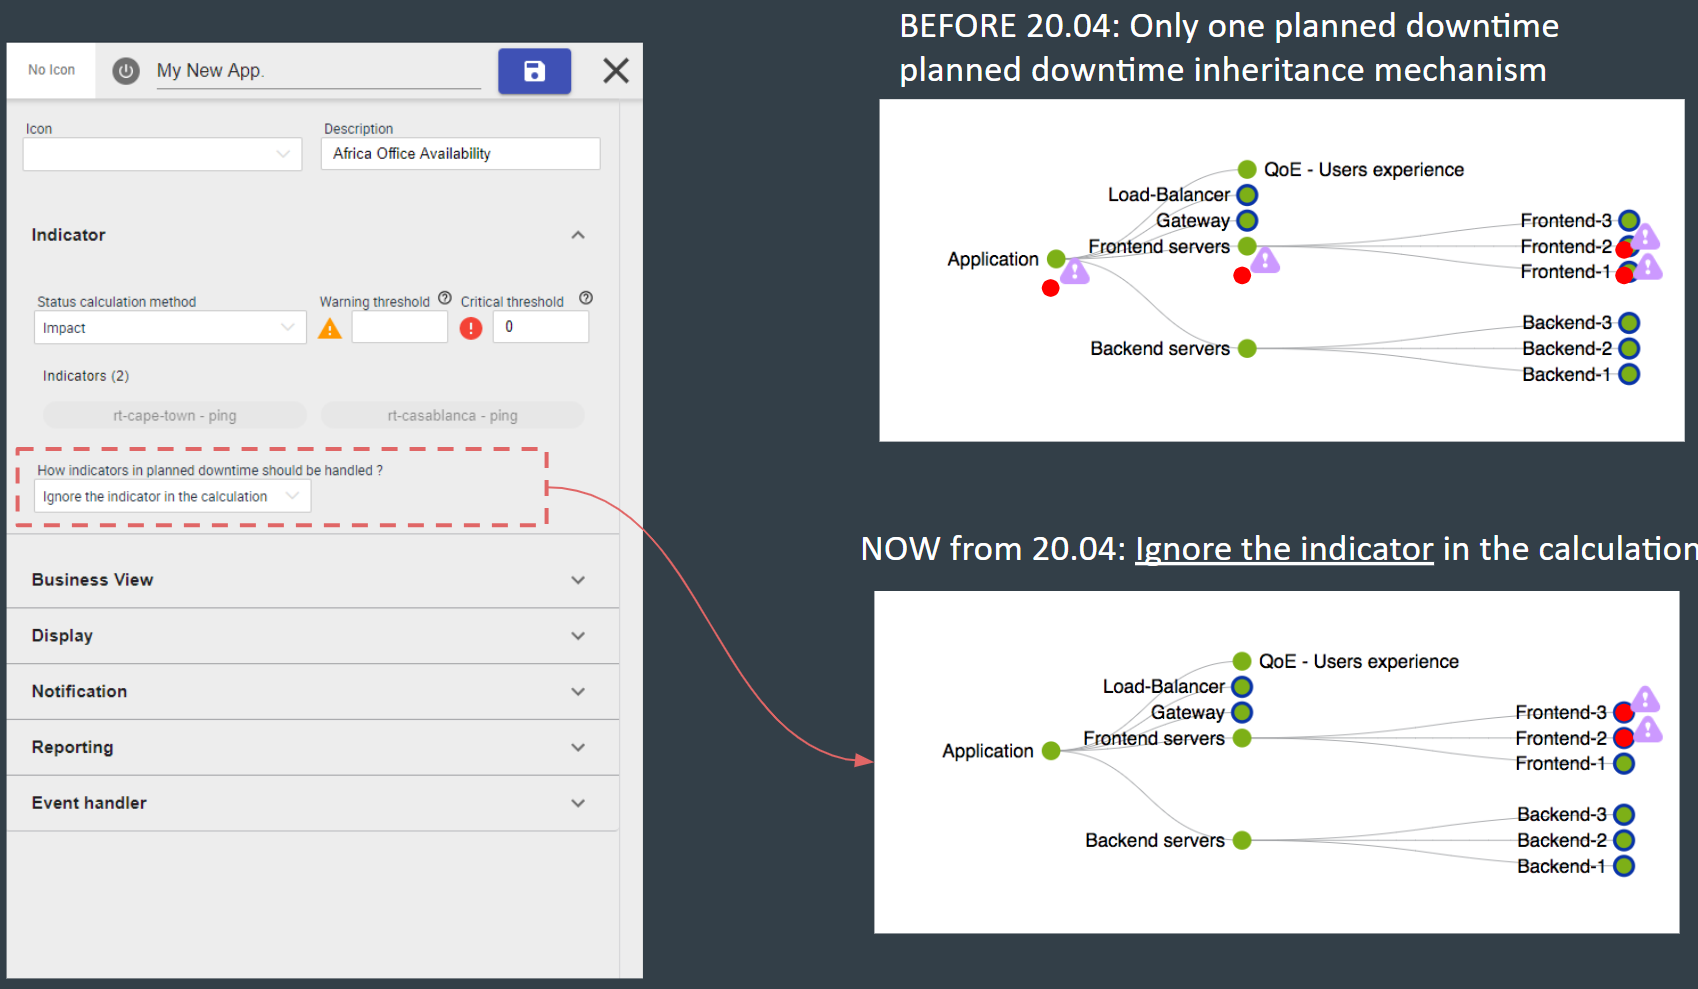 No Icon
My New App.
Icon
Description
Africa Office Availability
Indicator
Status calculation method
Warning threshold
Critical threshold
Impact
0
Indicators (2)
rt-cape-town - ping
rt-casablanca - ping
How indicators in planned downtime should be handled ?
Ignore the indicator in the calculation
Business View
Display
Notification
Reporting
Event handler
BEFORE 20.04: Only one planned downtime
planned downtime inheritance mechanism
QoE - Users experience
Load-Balancer
Gateway
Frontend servers
Application
Backend servers
Frontend-3
Frontend-2
Frontend-1
Backend-3
Backend-2
Backend-1
NOW from 20.04: Ignore the indicator in the calculation
QoE - Users experience
Load-Balancer
Gateway
Frontend servers
Application
Backend servers
Frontend-3
Frontend-2
Frontend-1
Backend-3
Backend-2
Backend-1